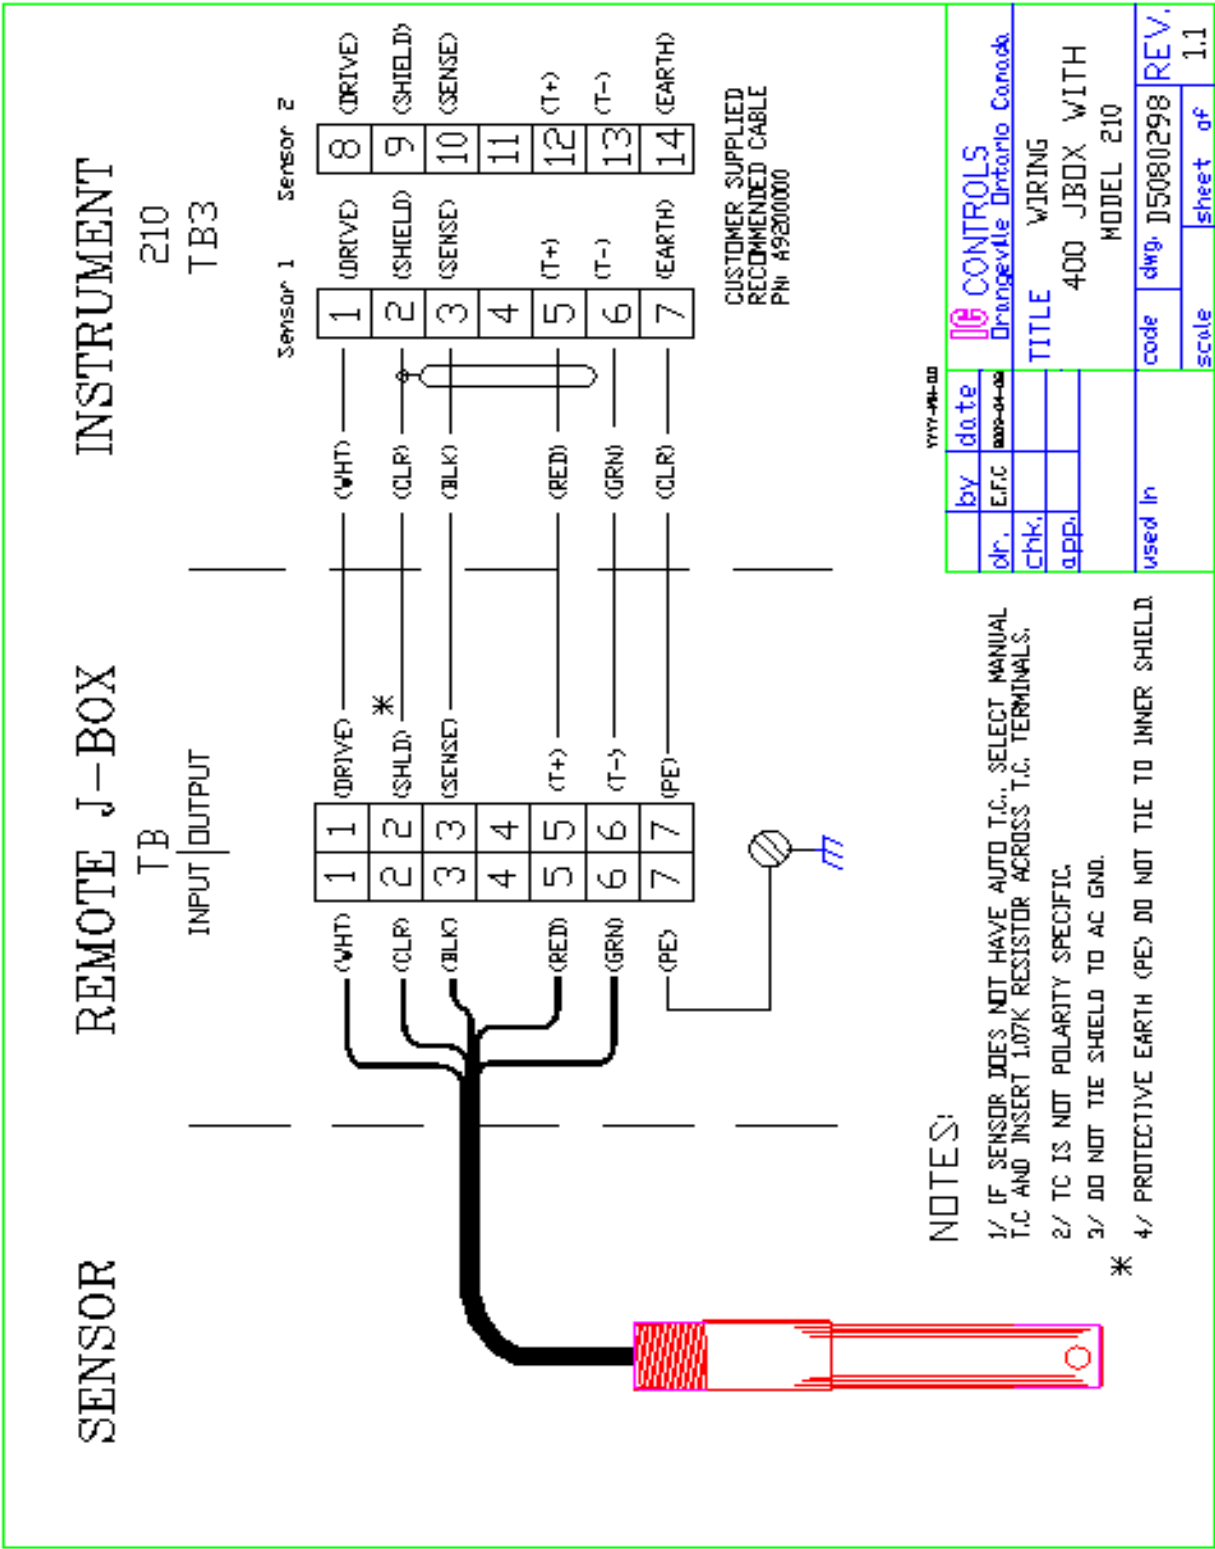 SENSOR
REMOTE J-BOX
TB
INPUT OUTPUT
INSTRUMENT
210
TB3
Sensor 1 Sensor 2
(WHT) 1 1 (DRIVE) (WHT) 1 (DRIVE) 8 (DRIVE)
(CLR) 2 2 (SHLD) * (CLR) 2 (SHIELD) 9 (SHIELD)
(BLK) 3 3 (SENSE) (BLK) 3 (SENSE) 10 (SENSE)
4 4 4 11
(RED) 5 5 (T+) (RED) 5 (T+) 12 (T+)
(GRN) 6 6 (T-) (GRN) 6 (T-) 13 (T-)
(PE) 7 7 (PE) (CLR) 7 (EARTH) 14 (EARTH)
CUSTOMER SUPPLIED
RECOMMENDED CABLE
PN: A9200000
NOTES:
1/ IF SENSOR DOES NOT HAVE AUTO T.C., SELECT MANUAL
T.C AND INSERT 1.07K RESISTOR ACROSS T.C. TERMINALS.
2/ TC IS NOT POLARITY SPECIFIC.
3/ DO NOT TIE SHIELD TO AC GND.
* 4/ PROTECTIVE EARTH (PE) DO NOT TIE TO INNER SHIELD.
YYYY-MM-DD
by date
dr. E.F.C 2009-04-08
chk.
app.
used in
IC CONTROLS
Orangeville Ontario Canada
TITLE WIRING
400 JBOX WITH
MODEL 210
code dwg. D5080298 REV.
1.1
scale sheet of